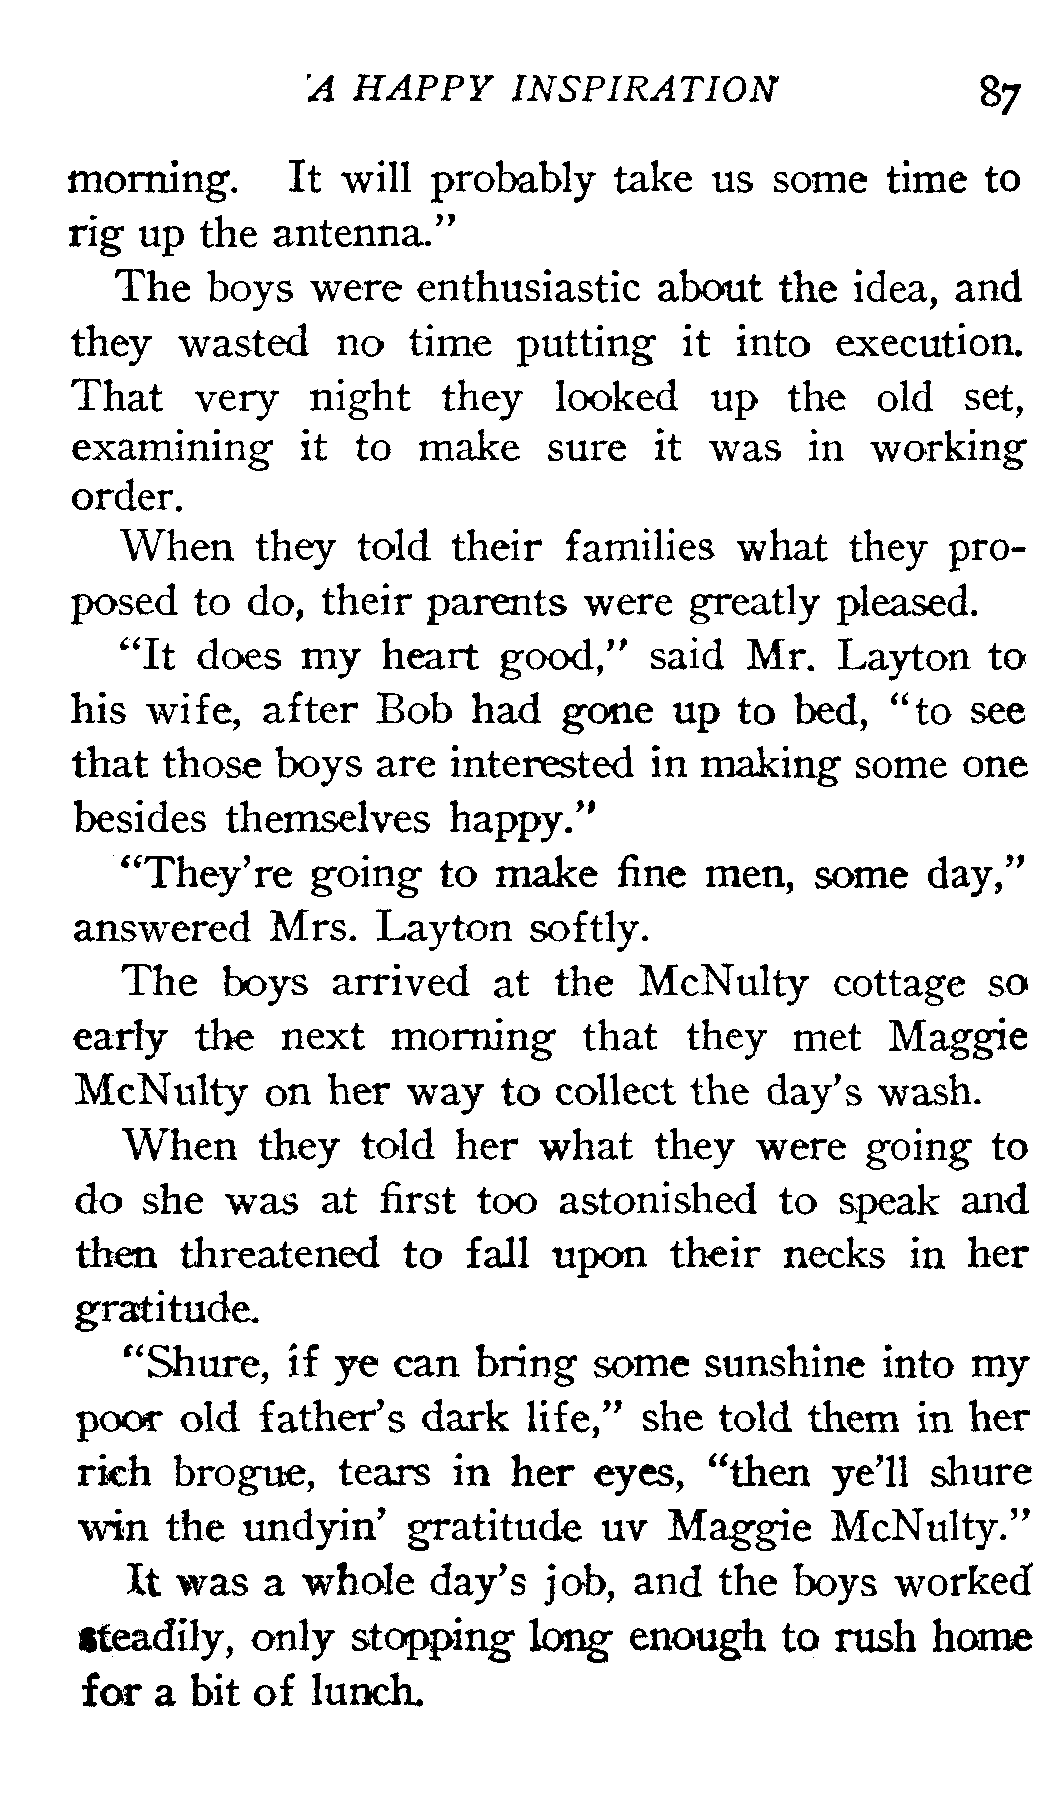 A HAPPY INSPIRATION 87
morning. It will probably take us some time to
rig up the antenna."
The boys were enthusiastic about the idea, and
they wasted no time putting it into execution.
That very night they looked up the old set,
examining it to make sure it was in working
order.
When they told their families what they pro-
posed to do, their parents were greatly pleased.
"It does my heart good," said Mr. Layton to
his wife, after Bob had gone up to bed, "to see
that those boys are interested in making some one
besides themselves happy."
"They're going to make fine men, some day,"
answered Mrs. Layton softly.
The boys arrived at the McNulty cottage so
early the next morning that they met Maggie
McNulty on her way to collect the day's wash.
When they told her what they were going to
do she was at first too astonished to speak and
then threatened to fall upon their necks in her
gratitude.
"Shure, if ye can bring some sunshine into my
poor old father's dark life," she told them in her
rich brogue, tears in her eyes, "then ye'll shure
win the undyin' gratitude uv Maggie McNulty."
It was a whole day's job, and the boys worked
steadily, only stopping long enough to rush home
for a bit of lunch.